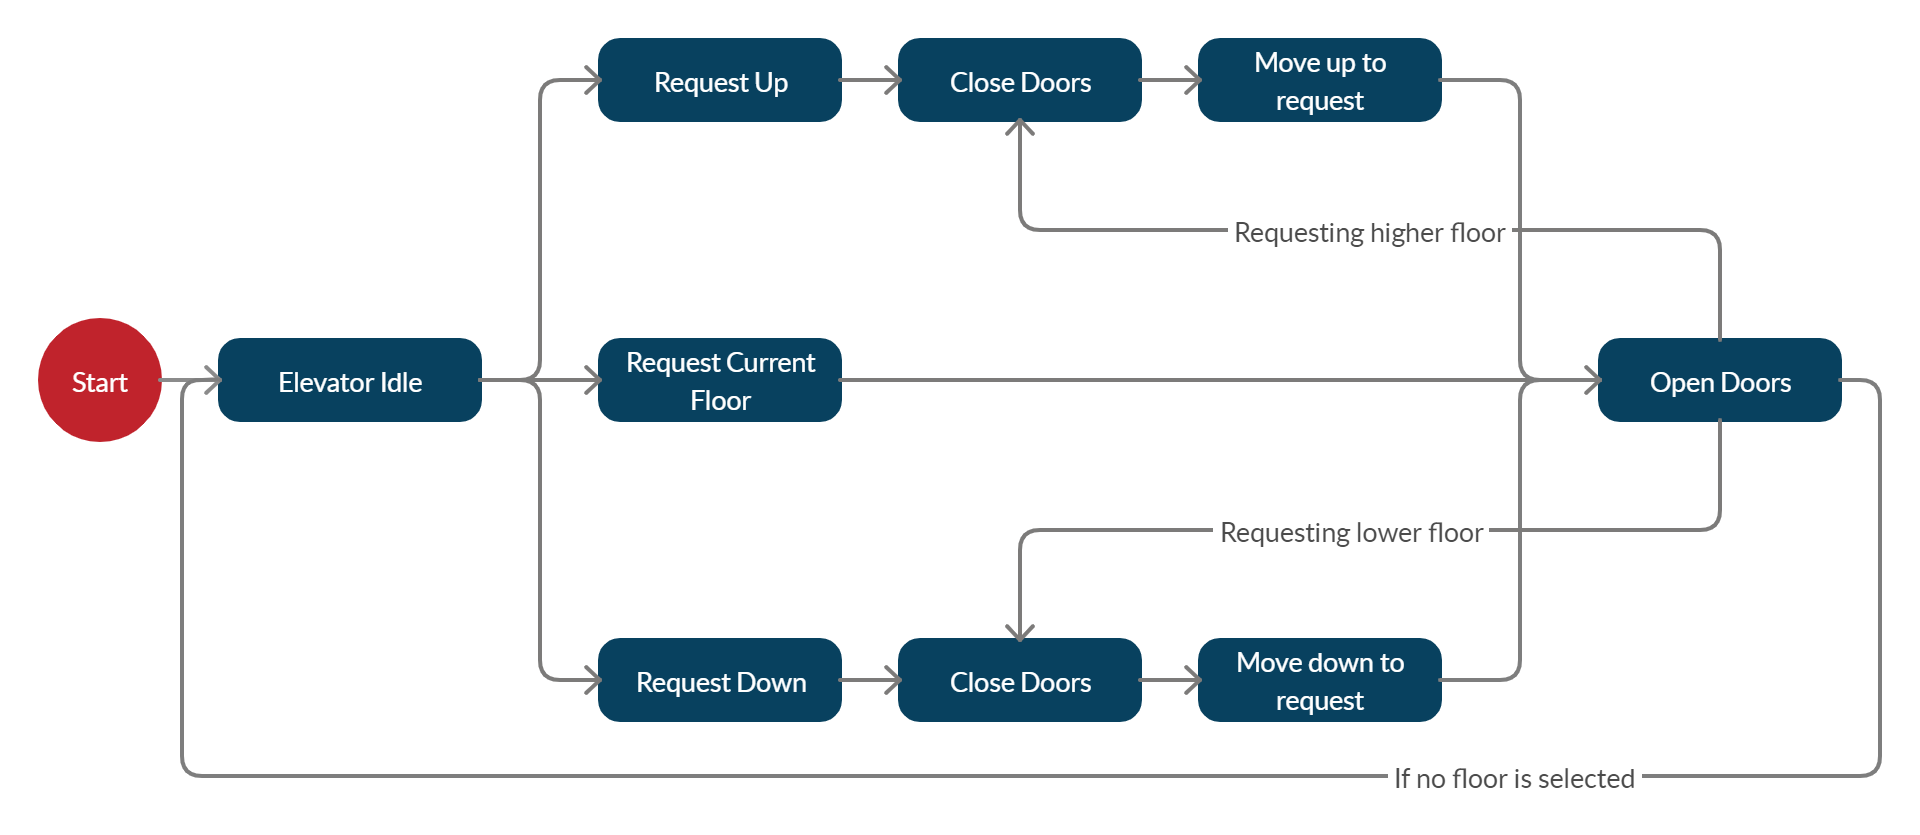 Request Up
Close Doors
Move up to
request
Requesting higher floor
Start
Elevator Idle
Request Current
Floor
Open Doors
Requesting lower floor
Request Down
Close Doors
Move down to
request
If no floor is selected